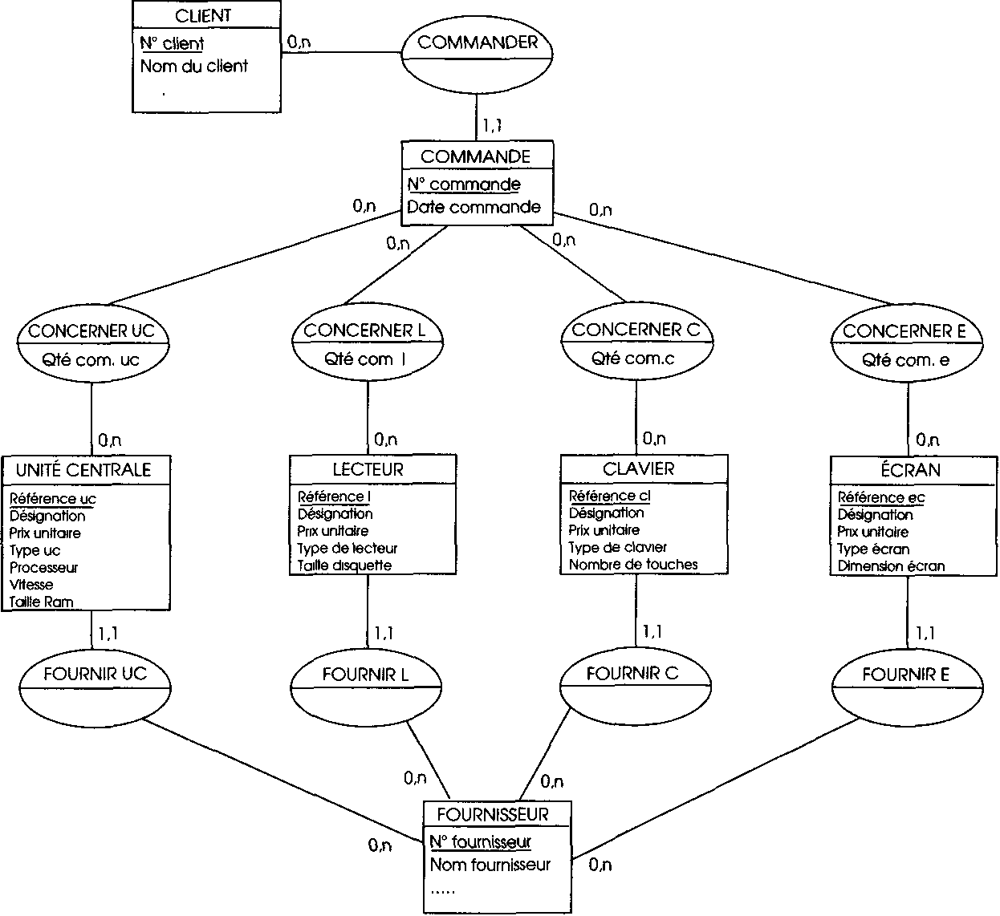 CLIENT
N° client
Nom du client
.
0,n
COMMANDER
1,1
COMMANDE
N° commande
Date commande
0,n
0,n
0,n
0,n
CONCERNER UC
Qté com. uc
CONCERNER L
Qté com l
CONCERNER C
Qté com.c
CONCERNER E
Qté com. e
0,n
0,n
0,n
0,n
UNITÉ CENTRALE
Référence uc
Désignation
Prix unitaire
Type uc
Processeur
Vitesse
Taille Ram
LECTEUR
Référence l
Désignation
Prix unitaire
Type de lecteur
Taille disquette
CLAVIER
Référence cl
Désignation
Prix unitaire
Type de clavier
Nombre de touches
ÉCRAN
Référence ec
Désignation
Prix unitaire
Type écran
Dimension écran
1,1
1,1
1,1
1,1
FOURNIR UC
FOURNIR L
FOURNIR C
FOURNIR E
0,n
0,n
0,n
0,n
FOURNISSEUR
N° fournisseur
Nom fournisseur
.....